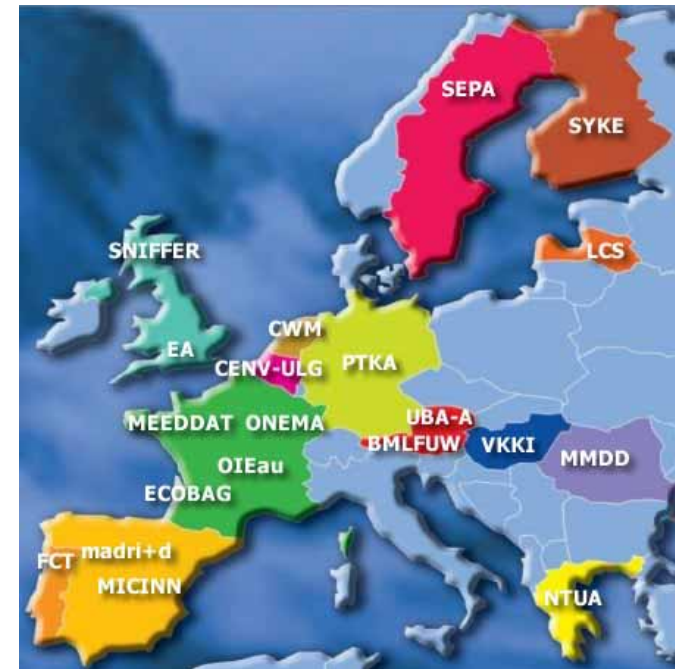 SEPA
SYKE
SNIFFER
LCS
CWM
EA
CENV-ULG
PTKA
MEEDDAT ONEMA
UBA-A
BMLFUW
VKKI
MMDD
OIEau
ECOBAG
FCT
madri+d
MICINN
NTUA